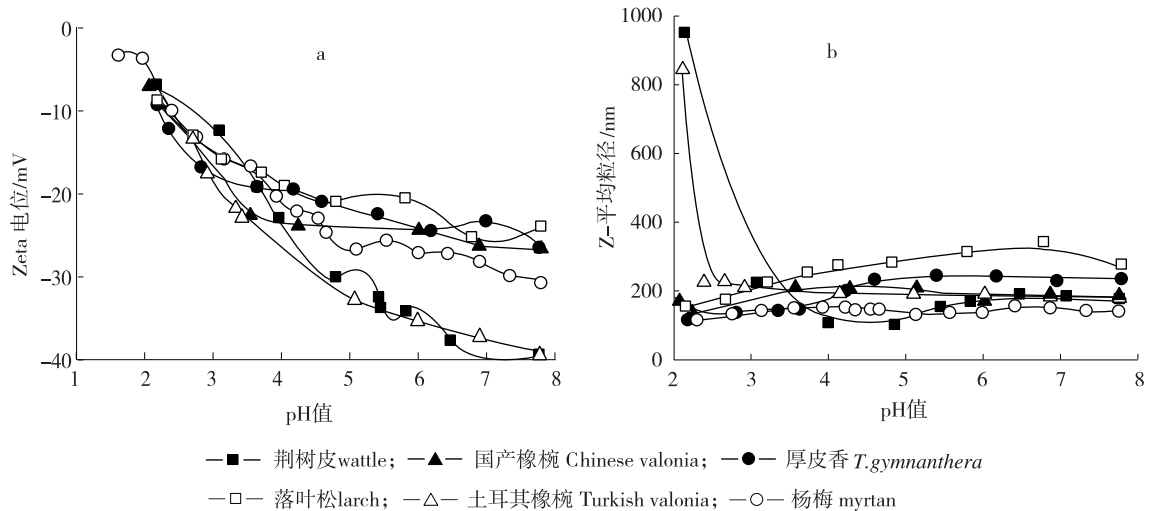 a
Zeta 电位/mV
0
−10
−20
−30
−40
1 2 3 4 5 6 7 8
pH值
b
Z-平均粒径/nm
1000
800
600
400
200
0
2 3 4 5 6 7 8
pH值
荆树皮wattle; 国产橡椀 Chinese valonia; 厚皮香 T.gymnanthera
落叶松larch; 土耳其橡椀 Turkish valonia; 杨梅 myrtan